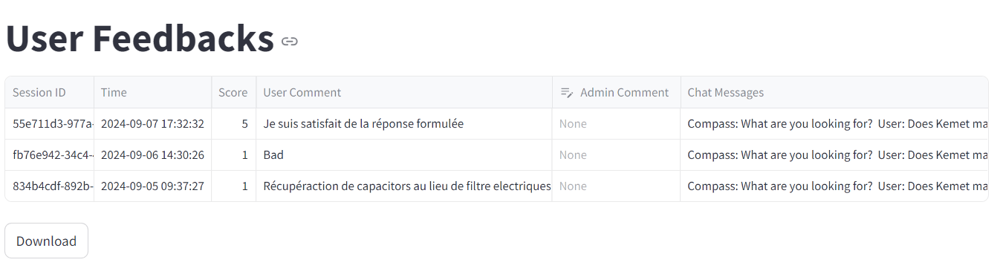 User Feedbacks
Session ID Time Score User Comment Admin Comment Chat Messages
55e711d3-977a- 2024-09-07 17:32:32 5 Je suis satisfait de la réponse formulée None Compass: What are you looking for? User: Does Kemet ma
fb76e942-34c4- 2024-09-06 14:30:26 1 Bad None Compass: What are you looking for? User: Does Kemet ma
834b4cdf-892b- 2024-09-05 09:37:27 1 Récupéraction de capacitors au lieu de filtre electriques None Compass: What are you looking for? User: Does Kemet ma
Download